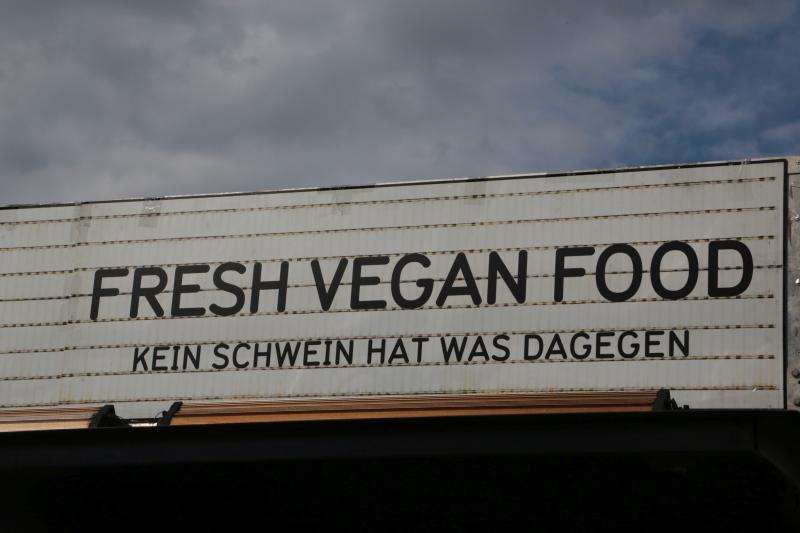 FRESH VEGAN FOOD
KEIN SCHWEIN HAT WAS DAGEGEN